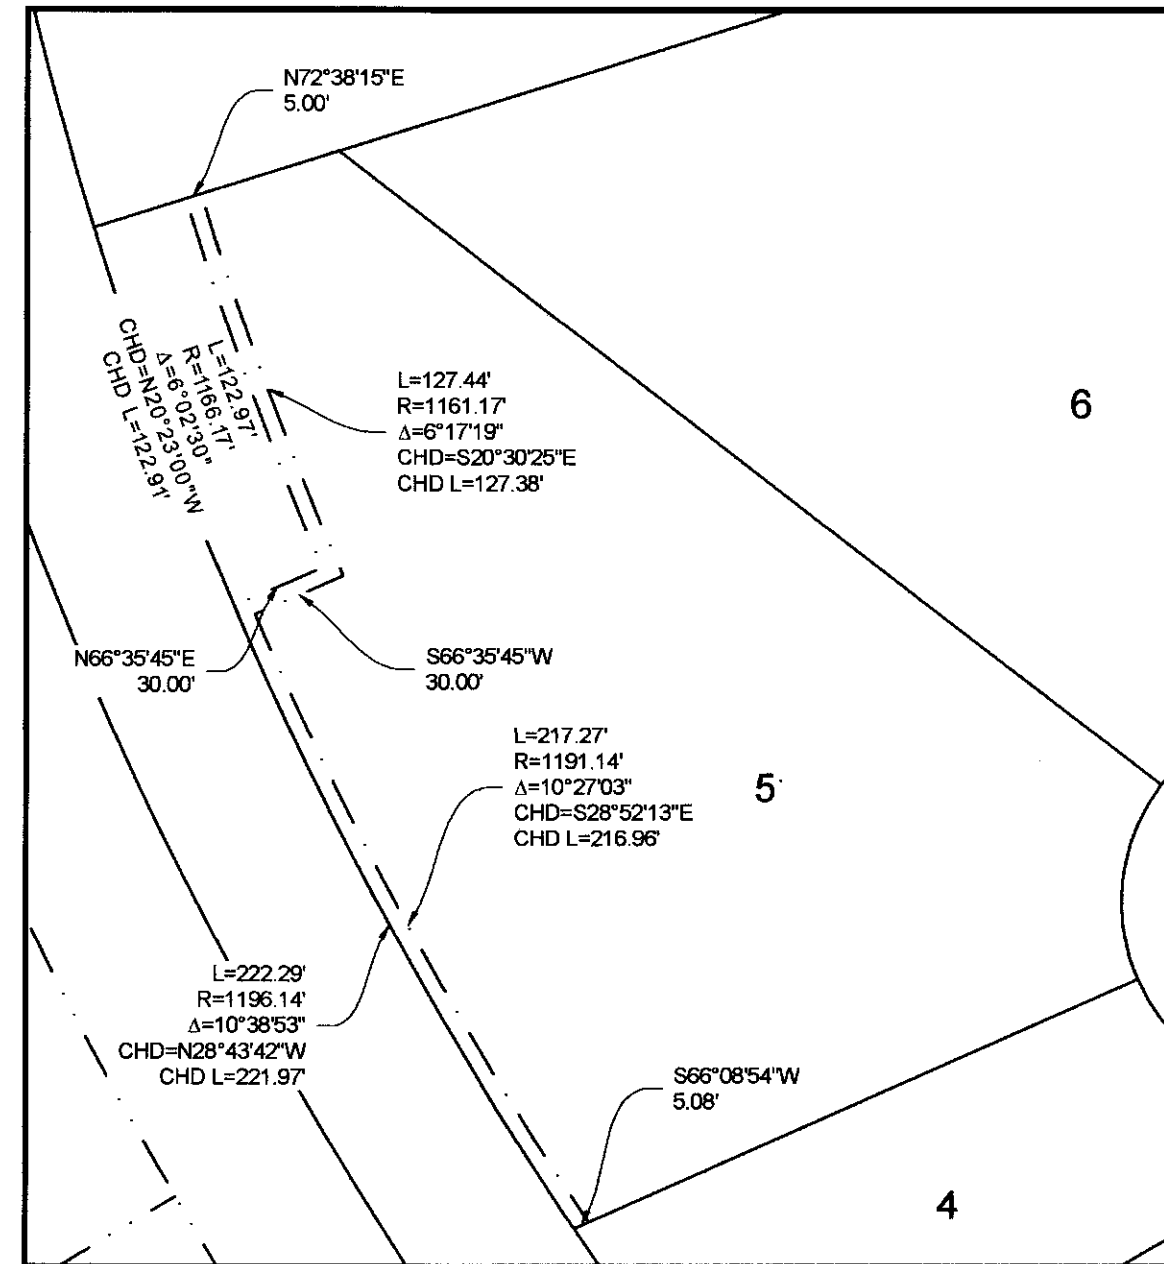 N72°38'15"E
5.00'
L=122.97'
R=1166.17'
Δ=6°02'30"
CHD=N20°23'00"W
CHD L=122.91'
L=127.44'
R=1161.17'
Δ=6°17'19"
CHD=S20°30'25"E
CHD L=127.38'
6
N66°35'45"E
30.00'
S66°35'45"W
30.00'
L=217.27'
R=1191.14'
Δ=10°27'03"
CHD=S28°52'13"E
CHD L=216.96'
5
L=222.29'
R=1196.14'
Δ=10°38'53"
CHD=N28°43'42"W
CHD L=221.97'
S66°08'54"W
5.08'
4